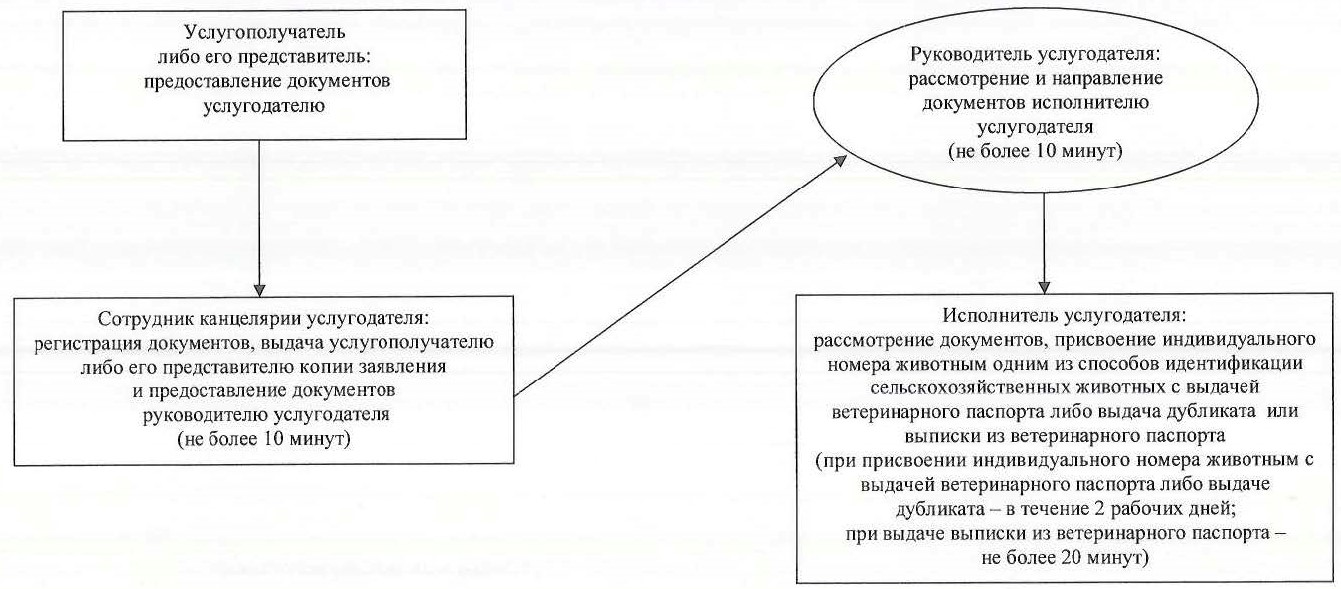 Услугополучатель
либо его представитель:
предоставление документов
услугодателю
Сотрудник канцелярии услугодателя:
регистрация документов, выдача услугополучателю
либо его представителю копии заявления
и предоставление документов
руководителю услугодателя
(не более 10 минут)
Руководитель услугодателя:
рассмотрение и направление
документов исполнителю
услугодателя
(не более 10 минут)
Исполнитель услугодателя:
рассмотрение документов, присвоение индивидуального
номера животным одним из способов идентификации
сельскохозяйственных животных с выдачей
ветеринарного паспорта либо выдача дубликата или
выписки из ветеринарного паспорта
(при присвоении индивидуального номера животным с
выдачей ветеринарного паспорта либо выдаче
дубликата – в течение 2 рабочих дней;
при выдаче выписки из ветеринарного паспорта –
не более 20 минут)